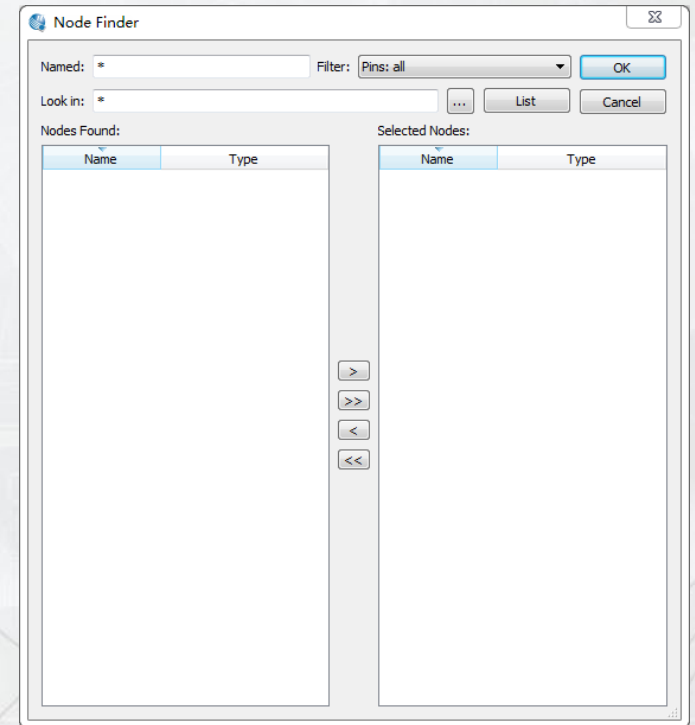 Node Finder
Named: * Filter: Pins: all OK
Look in: * ... List Cancel
Nodes Found: Selected Nodes:
Name Type Name Type
>
>>
<
<<